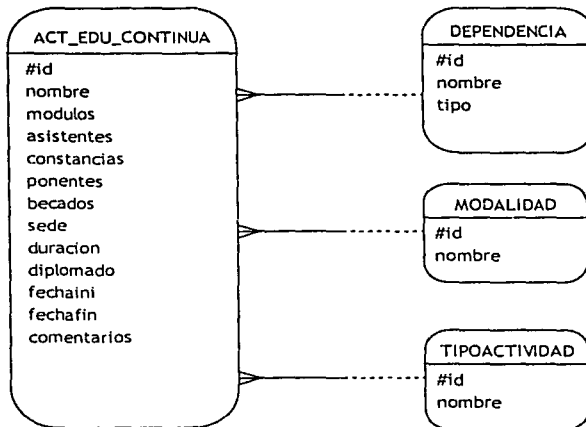 ACT_EDU_CONTINUA
#id
nombre
modulos
asistentes
constancias
ponentes
becados
sede
duracion
diplomado
fechaini
fechafin
comentarios
DEPENDENCIA
#id
nombre
tipo
MODALIDAD
#id
nombre
TIPOACTIVIDAD
#id
nombre